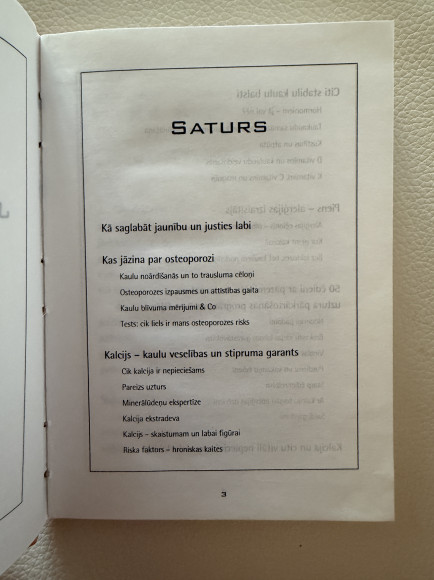 SATURS
Kā saglabāt jaunību un justies labi
Kas jāzina par osteoporozi
Kaulu noārdīšanās un to trausluma cēloņi
Osteoporozes izpausmes un attīstības gaita
Kaulu blīvuma mērījumi & Co
Tests: cik liels ir mans osteoporozes risks
Kalcijs – kaulu veselības un stipruma garants
Cik kalcija ir nepieciešams
Pareizs uzturs
Minerālūdeņu ekspertīze
Kalcija ekstradeva
Kalcijs – skaistumam un labai figūrai
Riska faktors – hroniskas kaites
3